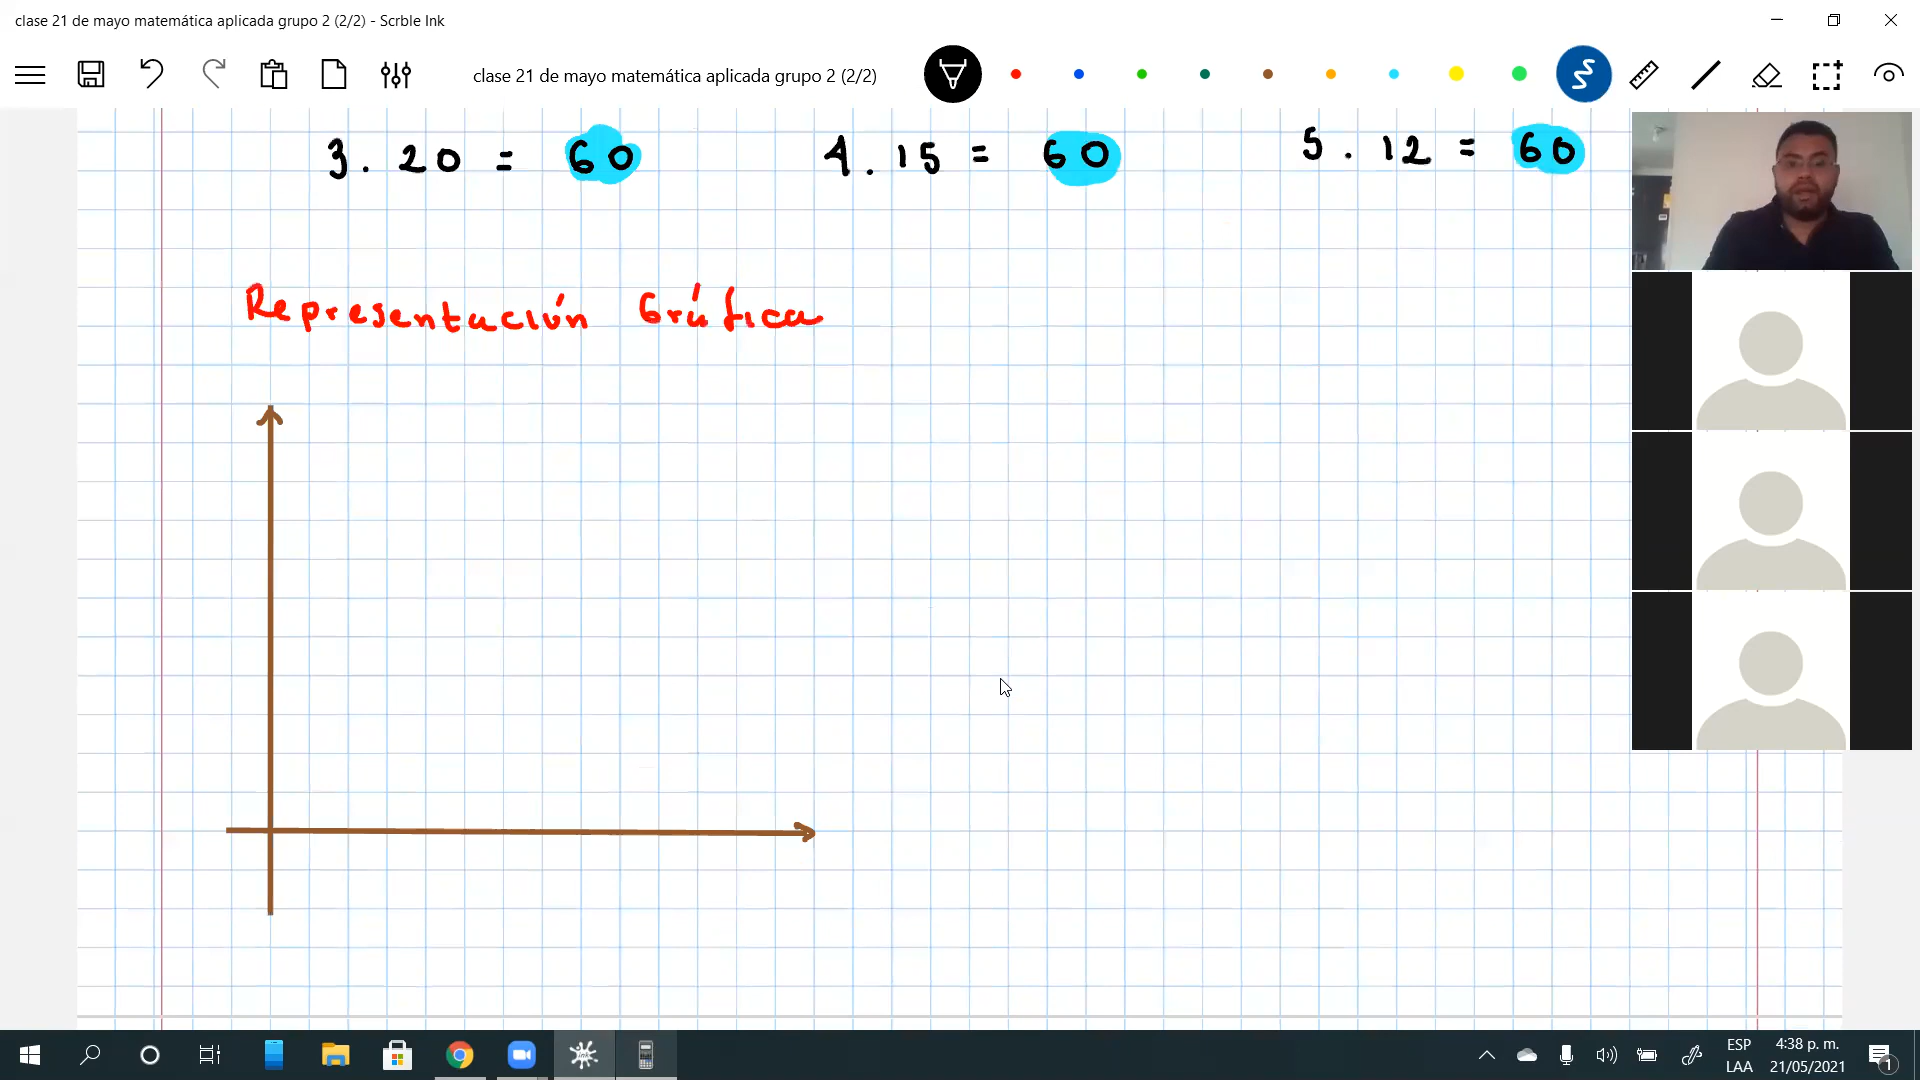 clase 21 de mayo matemática aplicada grupo 2 (2/2) - Scrble Ink
clase 21 de mayo matemática aplicada grupo 2 (2/2)
3 . 20 = 60
4 . 15 = 60
5 . 12 = 60
Representación Gráfica
ESP
LAA
4:38 p. m.
21/05/2021
1